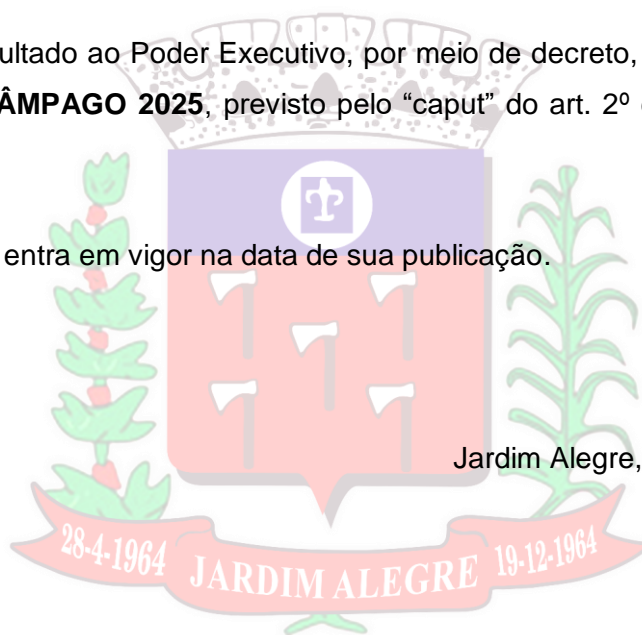 ultado ao Poder Executivo, por meio de decreto,
ÂMPAGO 2025, previsto pelo “caput” do art. 2º
entra em vigor na data de sua publicação.
Jardim Alegre,
28-4-1964 JARDIM ALEGRE 19-12-1964